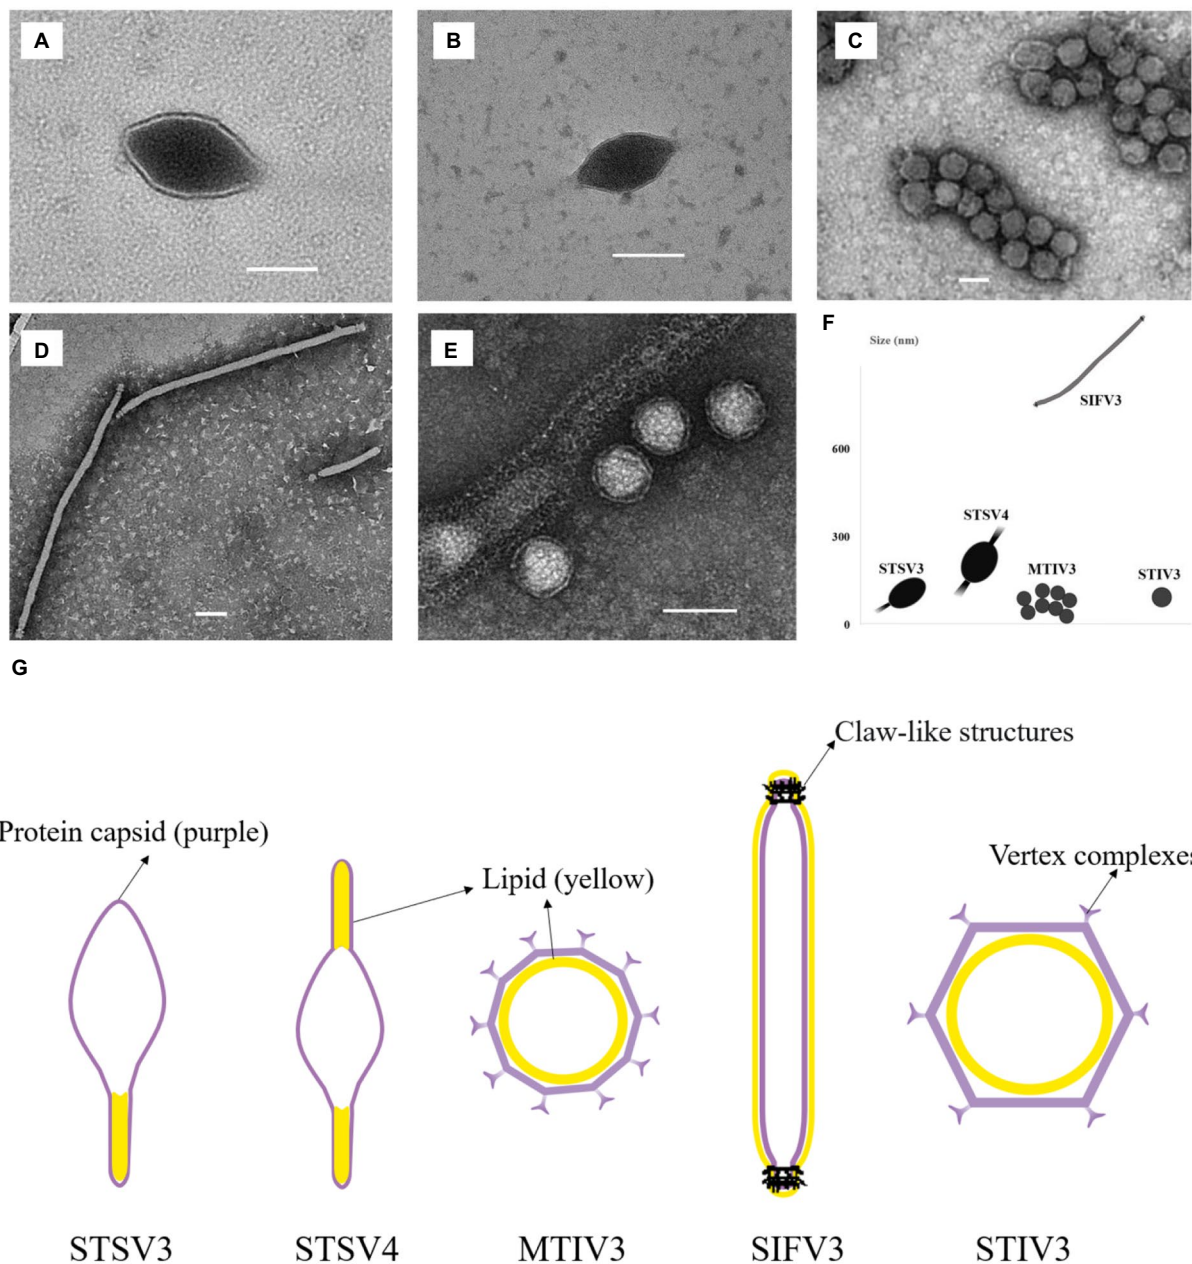 A
B
C
D
E
F
Size (nm)
SIFV3
600
STSV4
300
STSV3
MTIV3
STIV3
0
G
Claw-like structures
Protein capsid (purple)
Vertex complexes
Lipid (yellow)
STSV3
STSV4
MTIV3
SIFV3
STIV3